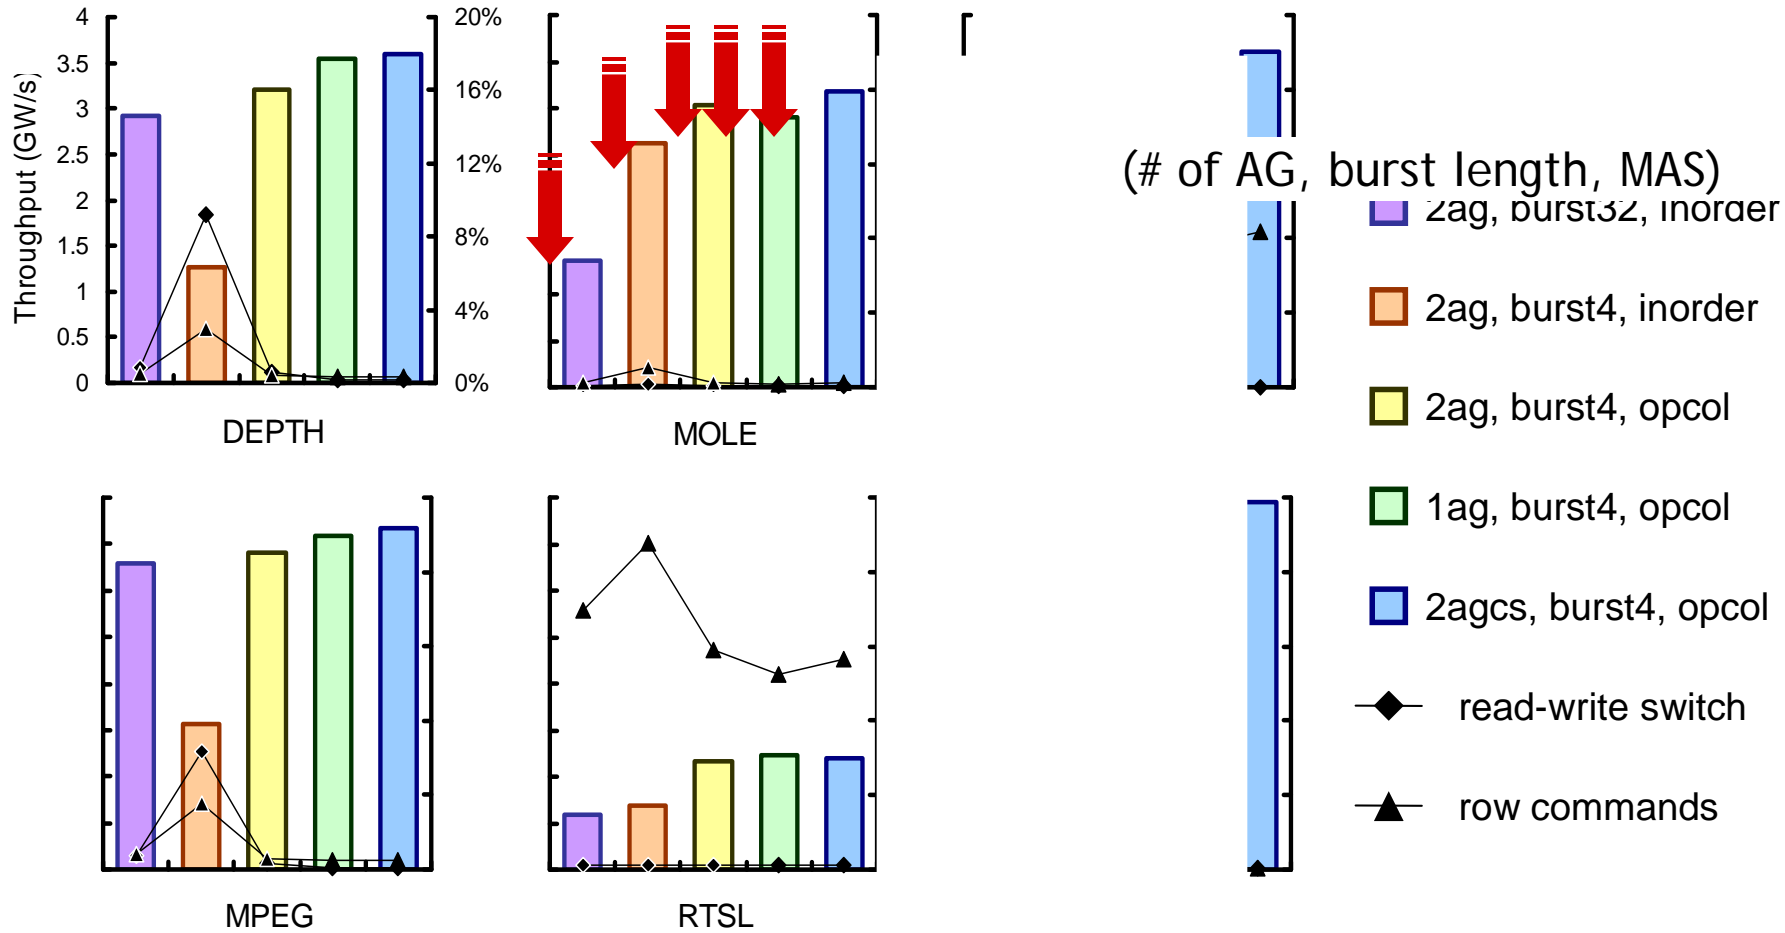 4
3.5
3
2.5
2
1.5
1
0.5
0
Throughput (GW/s)
20%
16%
12%
8%
4%
0%
DEPTH
MOLE
(# of AG, burst length, MAS)
2ag, burst32, inorder
2ag, burst4, inorder
2ag, burst4, opcol
1ag, burst4, opcol
2agcs, burst4, opcol
read-write switch
row commands
MPEG
RTSL